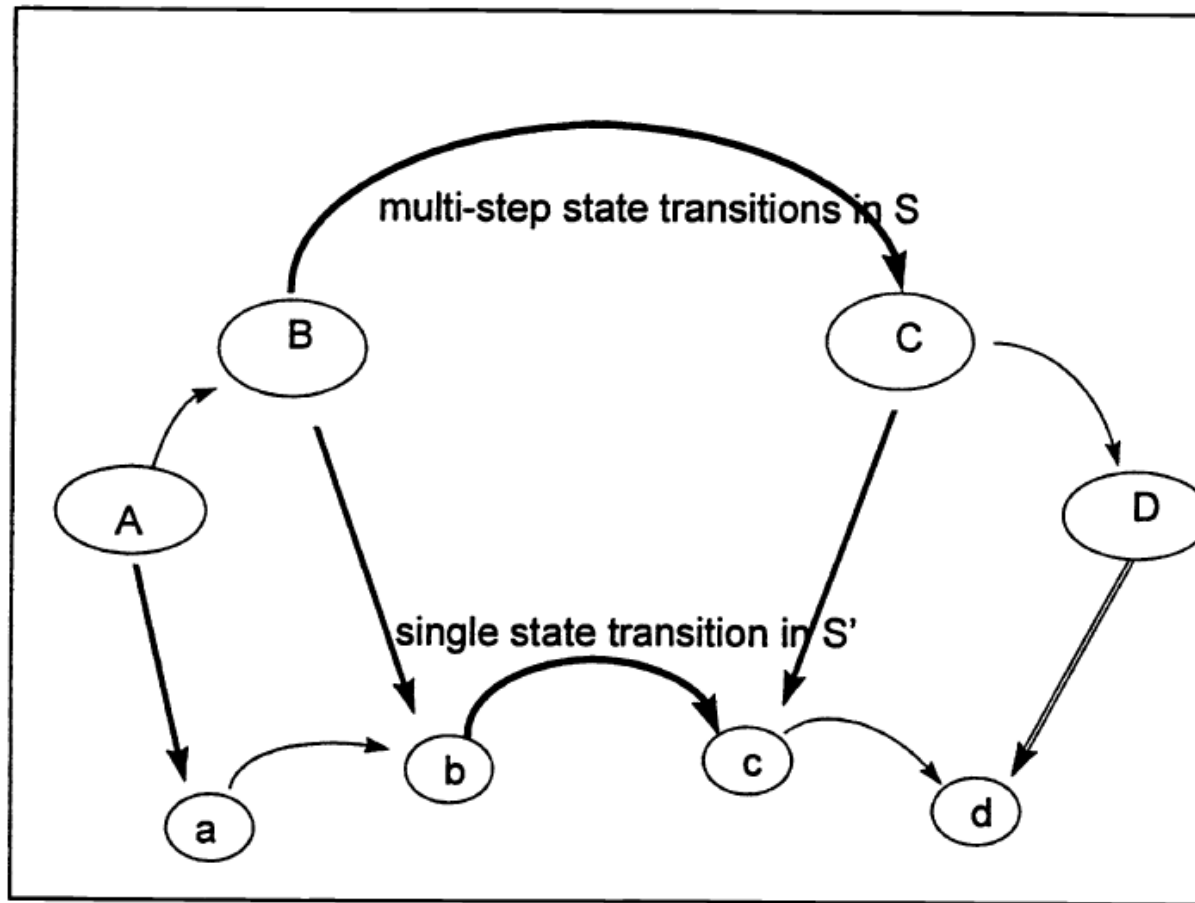 multi-step state transitions in S
B
C
A
D
single state transition in S'
b
c
a
d